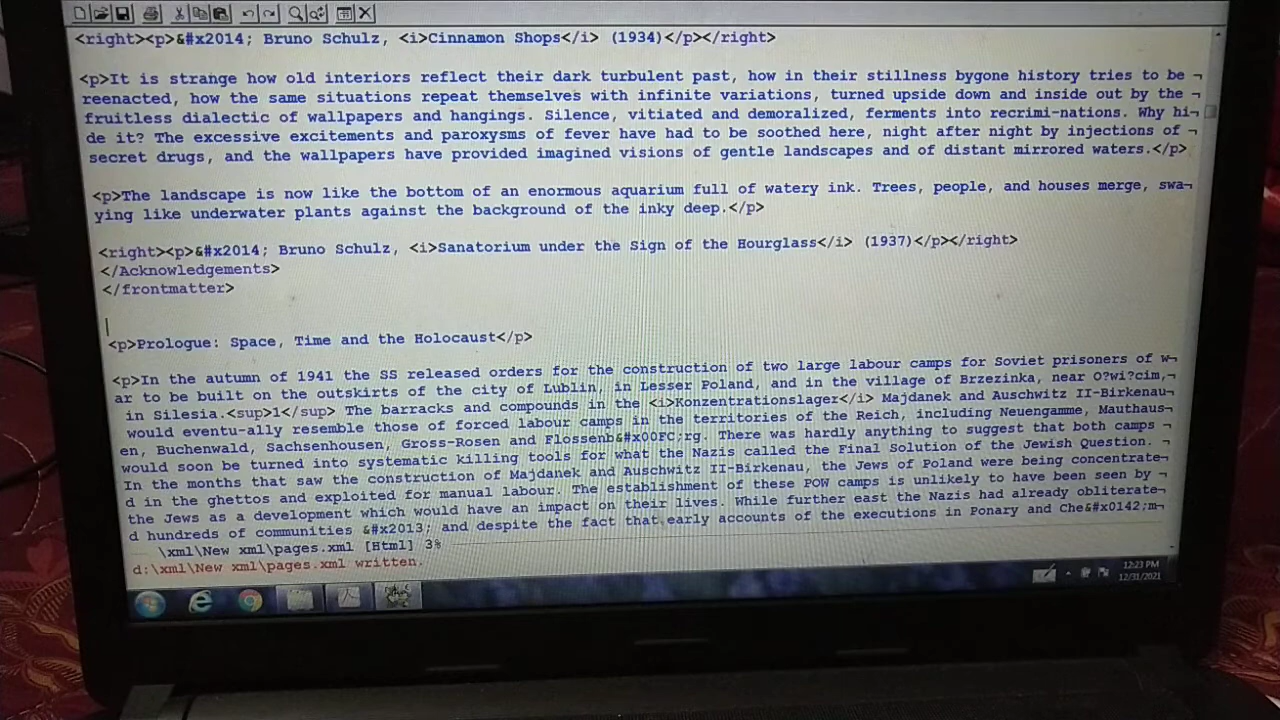 <right><p>&#x2014; Bruno Schulz, <i>Cinnamon Shops</i> (1934)</p></right>
<p>It is strange how old interiors reflect their dark turbulent past, how in their stillness bygone history tries to be ¬
reenacted, how the same situations repeat themselves with infinite variations, turned upside down and inside out by the ¬
fruitless dialectic of wallpapers and hangings. Silence, vitiated and demoralized, ferments into recrimi-nations. Why hi¬
de it? The excessive excitements and paroxysms of fever have had to be soothed here, night after night by injections of ¬
secret drugs, and the wallpapers have provided imagined visions of gentle landscapes and of distant mirrored waters.</p>
<p>The landscape is now like the bottom of an enormous aquarium full of watery ink. Trees, people, and houses merge, swa¬
ying like underwater plants against the background of the inky deep.</p>
<right><p>&#x2014; Bruno Schulz, <i>Sanatorium under the Sign of the Hourglass</i> (1937)</p></right>
</Acknowledgements>
</frontmatter>
<p>Prologue: Space, Time and the Holocaust</p>
<p>In the autumn of 1941 the SS released orders for the construction of two large labour camps for Soviet prisoners of w¬
ar to be built on the outskirts of the city of Lublin, in Lesser Poland, and in the village of Brzezinka, near O?wi?cim,¬
in Silesia.<sup>1</sup> The barracks and compounds in the <i>Konzentrationslager</i> Majdanek and Auschwitz II-Birkenau¬
would eventu-ally resemble those of forced labour camps in the territories of the Reich, including Neuengamme, Mauthaus¬
en, Buchenwald, Sachsenhousen, Gross-Rosen and Flossenb&#x00FC;rg. There was hardly anything to suggest that both camps ¬
would soon be turned into systematic killing tools for what the Nazis called the Final Solution of the Jewish Question. ¬
In the months that saw the construction of Majdanek and Auschwitz II-Birkenau, the Jews of Poland were being concentrate¬
d in the ghettos and exploited for manual labour. The establishment of these POW camps is unlikely to have been seen by ¬
the Jews as a development which would have an impact on their lives. While further east the Nazis had already obliterate¬
d hundreds of communities &#x2013; and despite the fact that early accounts of the executions in Ponary and Che&#x0142;m¬
\xml\New xml\pages.xml [Html] 3%
d:\xml\New xml\pages.xml written.
12:23 PM
12/31/2021